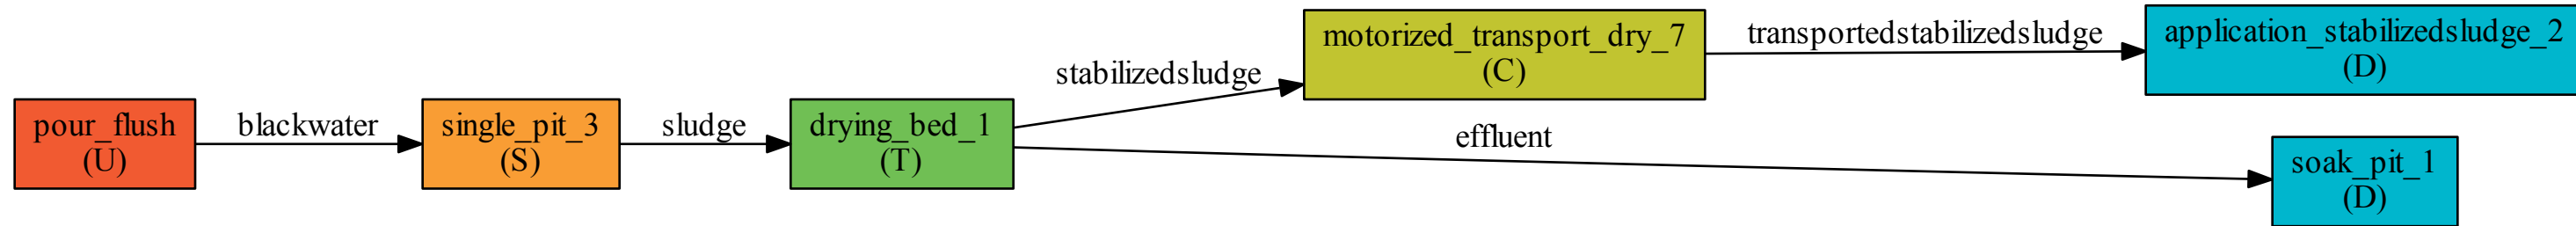 pour_flush
(U)
blackwater
single_pit_3
(S)
sludge
drying_bed_1
(T)
stabilizedsludge
motorized_transport_dry_7
(C)
transportedstabilizedsludge
application_stabilizedsludge_2
(D)
effluent
soak_pit_1
(D)